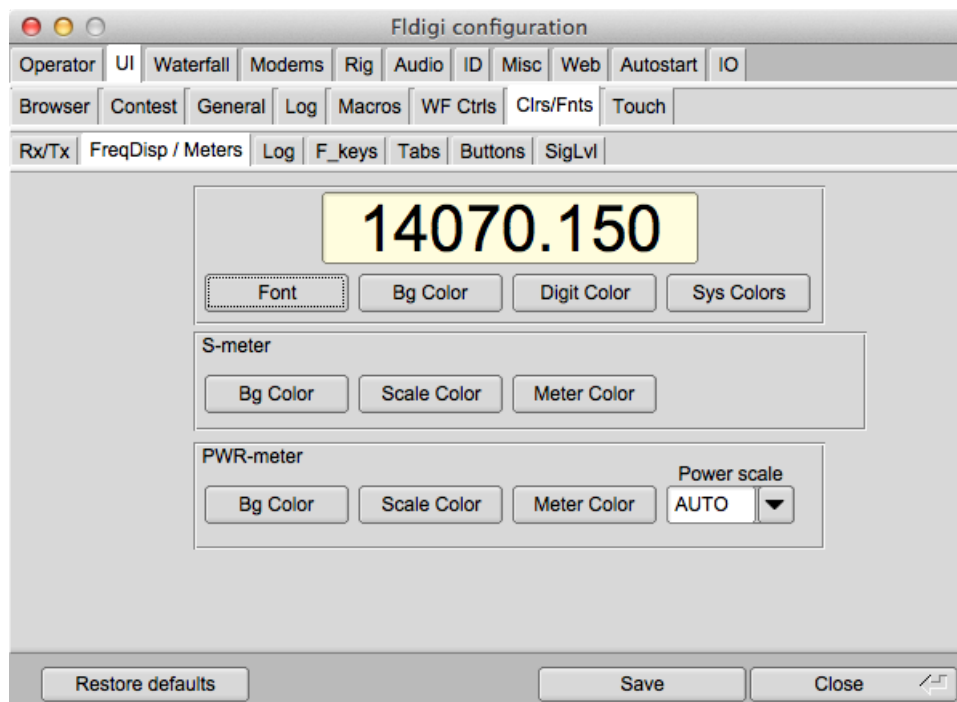 Fldigi configuration
Operator UI Waterfall Modems Rig Audio ID Misc Web Autostart IO
Browser Contest General Log Macros WF Ctrls Clrs/Fnts Touch
Rx/Tx FreqDisp / Meters Log F_keys Tabs Buttons SigLvl
14070.150
Font Bg Color Digit Color Sys Colors
S-meter
Bg Color Scale Color Meter Color
PWR-meter
Power scale
Bg Color Scale Color Meter Color AUTO
Restore defaults Save Close